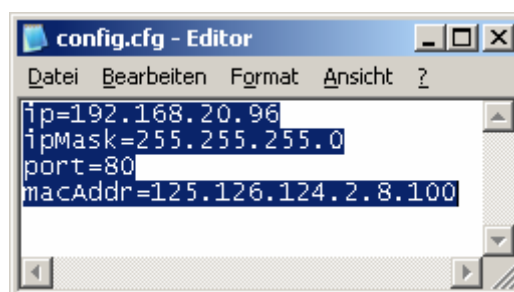 config.cfg - Editor
Datei Bearbeiten Format Ansicht ?
ip=192.168.20.96
ipMask=255.255.255.0
port=80
macAddr=125.126.124.2.8.100